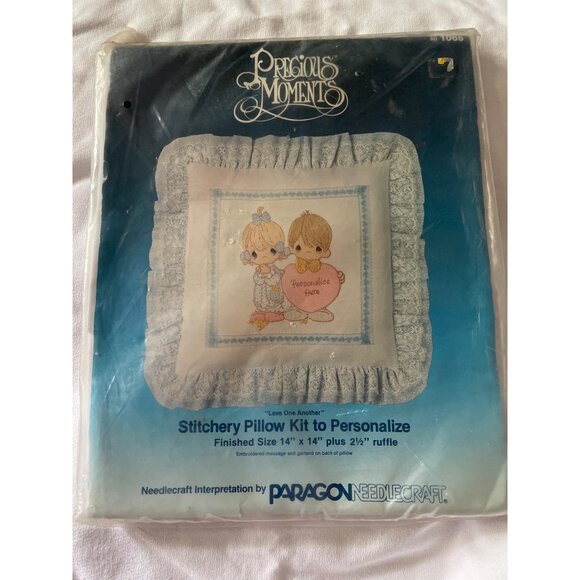 1065
PRECIOUS
MOMENTS
Personalize
Here
"Love One Another"
Stitchery Pillow Kit to Personalize
Finished Size 14" x 14" plus 2½" ruffle
Embroidered message and garland on back of pillow
Needlecraft Interpretation by PARAGON NEEDLECRAFT®